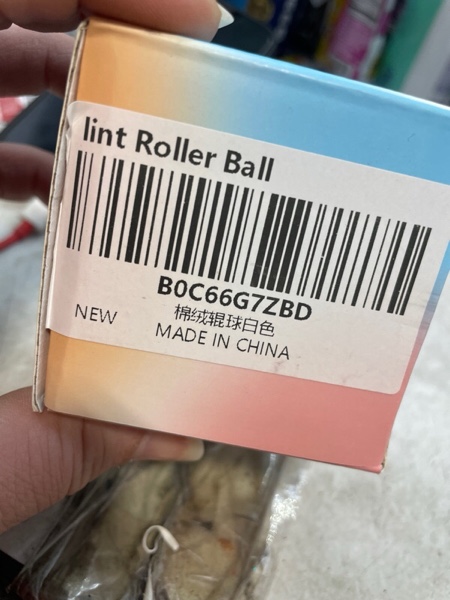 lint Roller Ball
B0C66G7ZBD
棉绒辊球白色
NEW
MADE IN CHINA